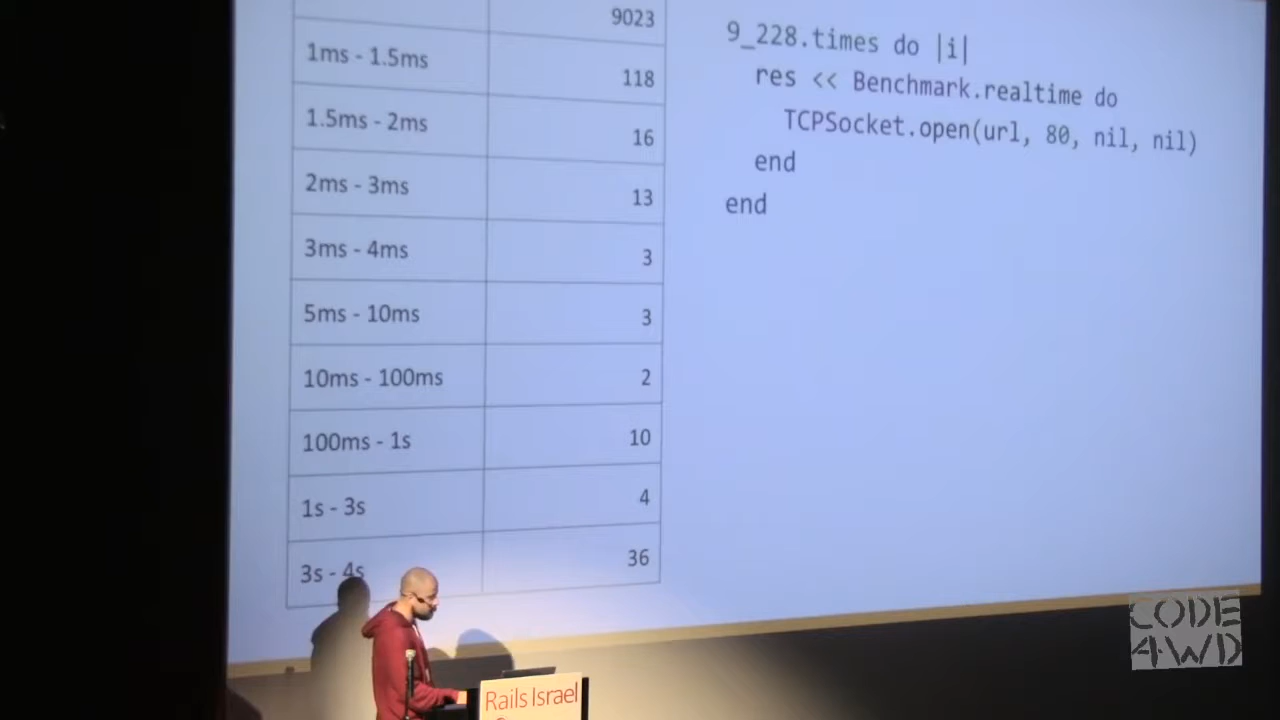 9023
1ms - 1.5ms 118
1.5ms - 2ms 16
2ms - 3ms 13
3ms - 4ms 3
5ms - 10ms 3
10ms - 100ms 2
100ms - 1s 10
1s - 3s 4
3s - 4s 36
9_228.times do |i|
res << Benchmark.realtime do
TCPSocket.open(url, 80, nil, nil)
end
end
Rails Israel
CODE
4WD